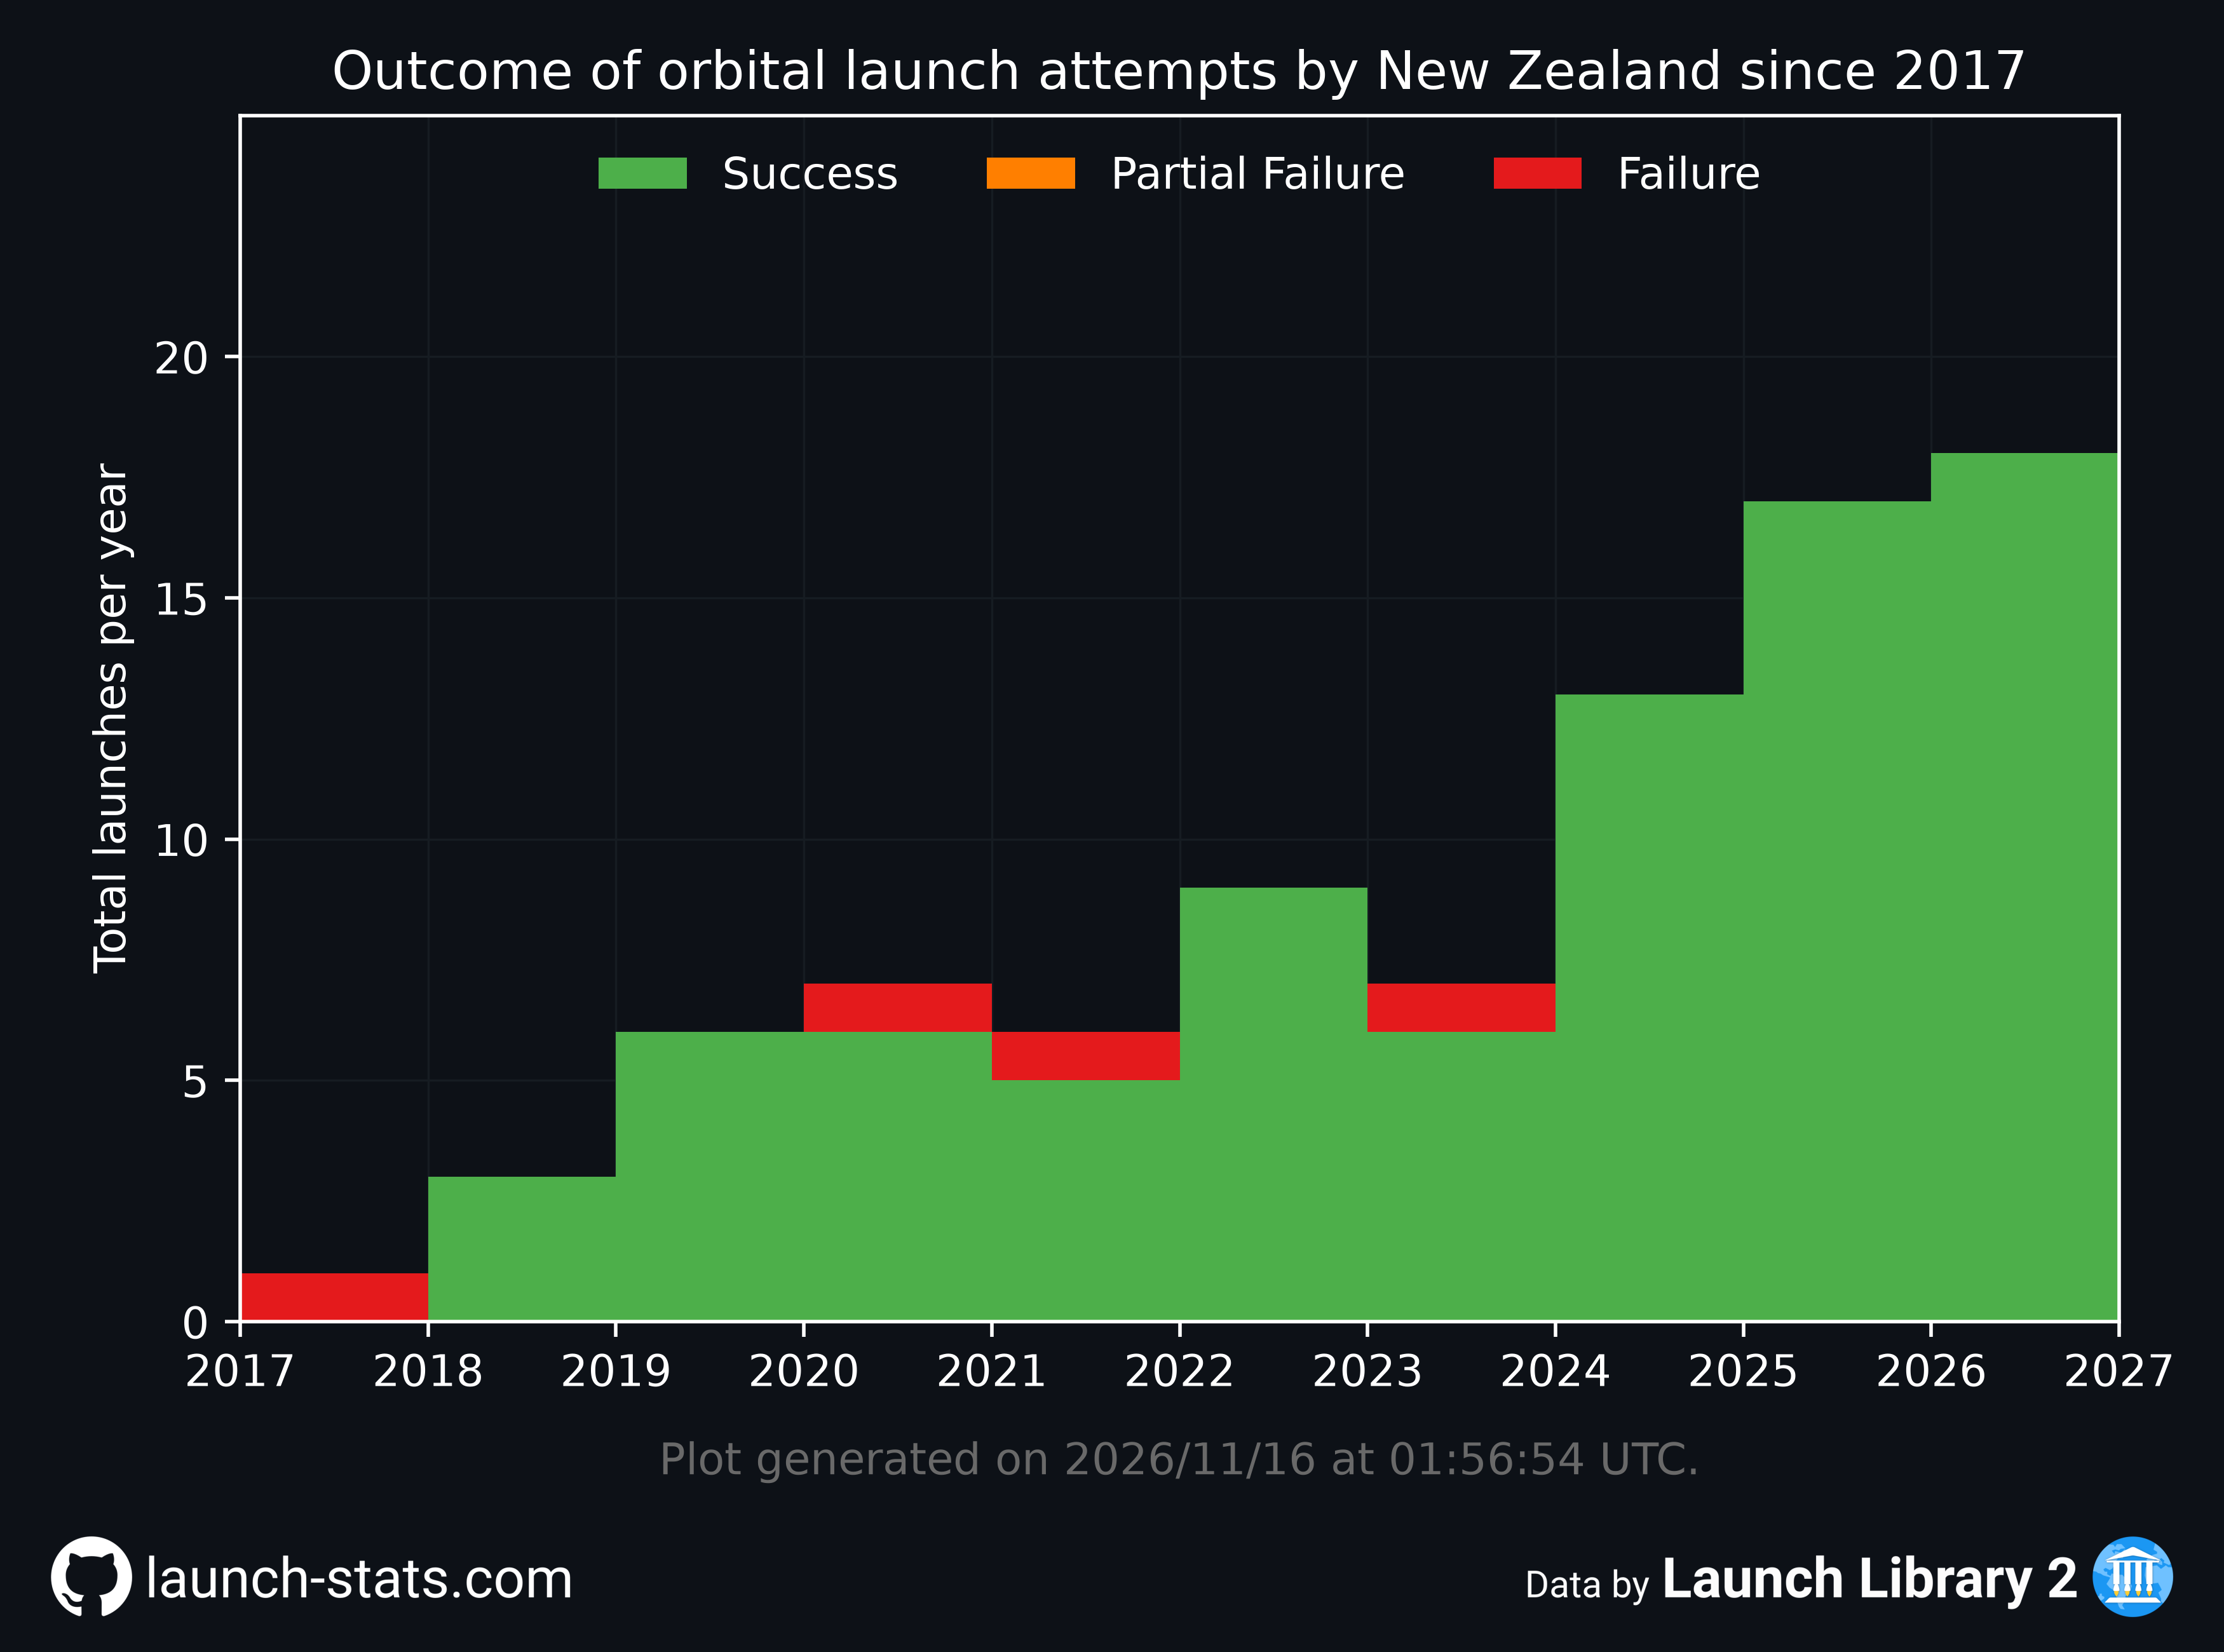 Outcome of orbital launch attempts by New Zealand since 2017
Success Partial Failure Failure
Total launches per year
20
15
10
5
0
2017 2018 2019 2020 2021 2022 2023 2024 2025 2026 2027
Plot generated on 2026/11/16 at 01:56:54 UTC.
launch-stats.com
Data by Launch Library 2